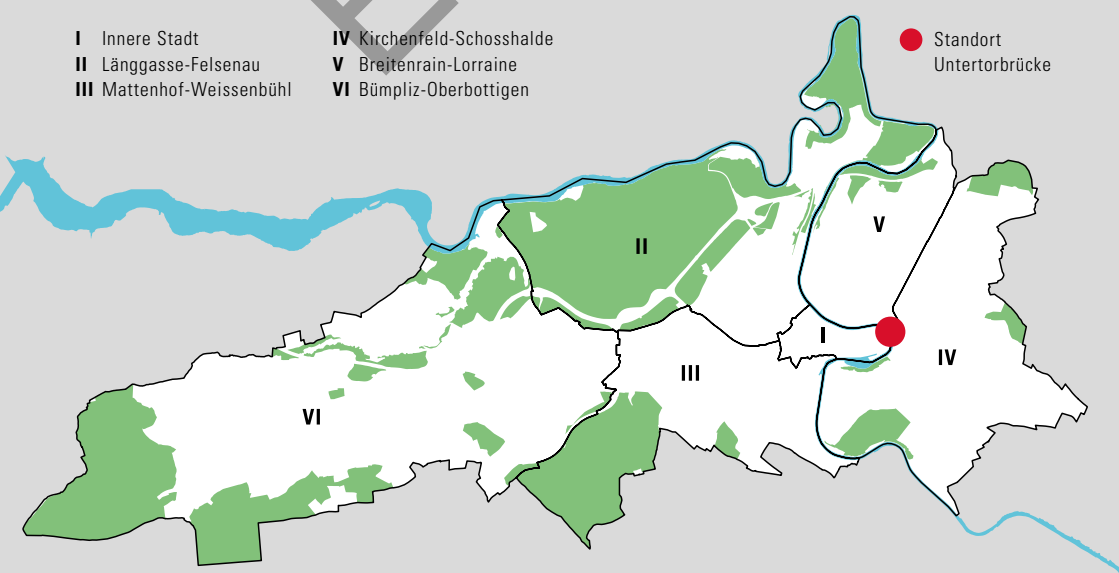 I Innere Stadt
II Länggasse-Felsenau
III Mattenhof-Weissenbühl
IV Kirchenfeld-Schosshalde
V Breitenrain-Lorraine
VI Bümpliz-Oberbottigen
Standort
Untertorbrücke
II
V
I
IV
III
VI